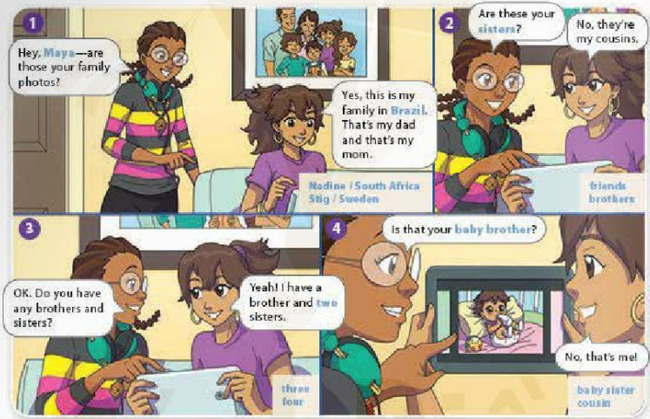 1
Hey, Maya—are
those your family
photos?
Yes, this is my
family in Brazil.
That's my dad
and that's my
mom.
Nadine / South Africa
Stig / Sweden
2
Are these your
sisters?
No, they're
my cousins.
friends
brothers
3
OK. Do you have
any brothers and
sisters?
Yeah! I have a
brother and two
sisters.
three
four
4
Is that your baby brother?
No, that's me!
baby sister
cousin